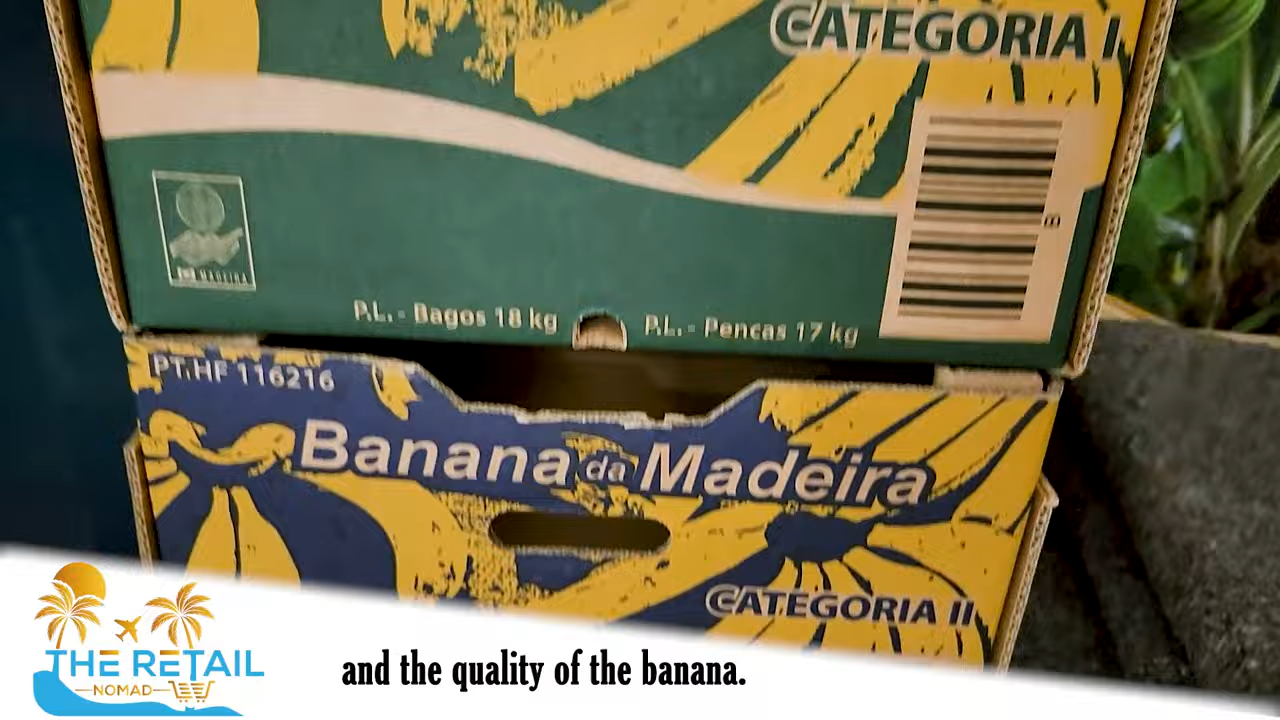 CATEGORIA I
MADEIRA
P.L. - Bagos 18 kg
P.L. - Pencas 17 kg
PT.HF 116216
Banana da Madeira
CATEGORIA II
THE RETAIL
NOMAD
and the quality of the banana.